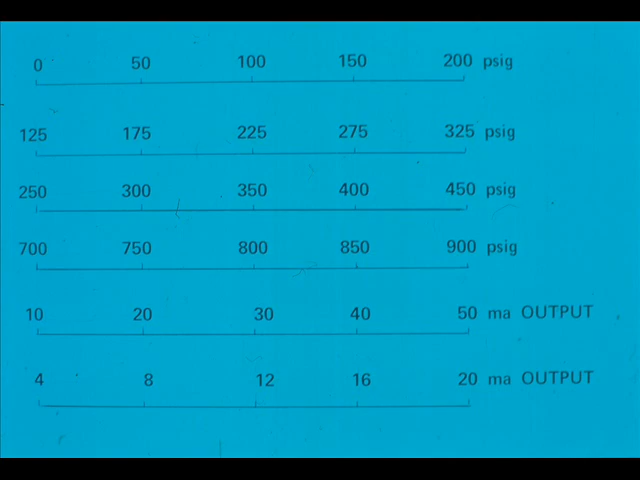 0 50 100 150 200 psig
125 175 225 275 325 psig
250 300 350 400 450 psig
700 750 800 850 900 psig
10 20 30 40 50 ma OUTPUT
4 8 12 16 20 ma OUTPUT